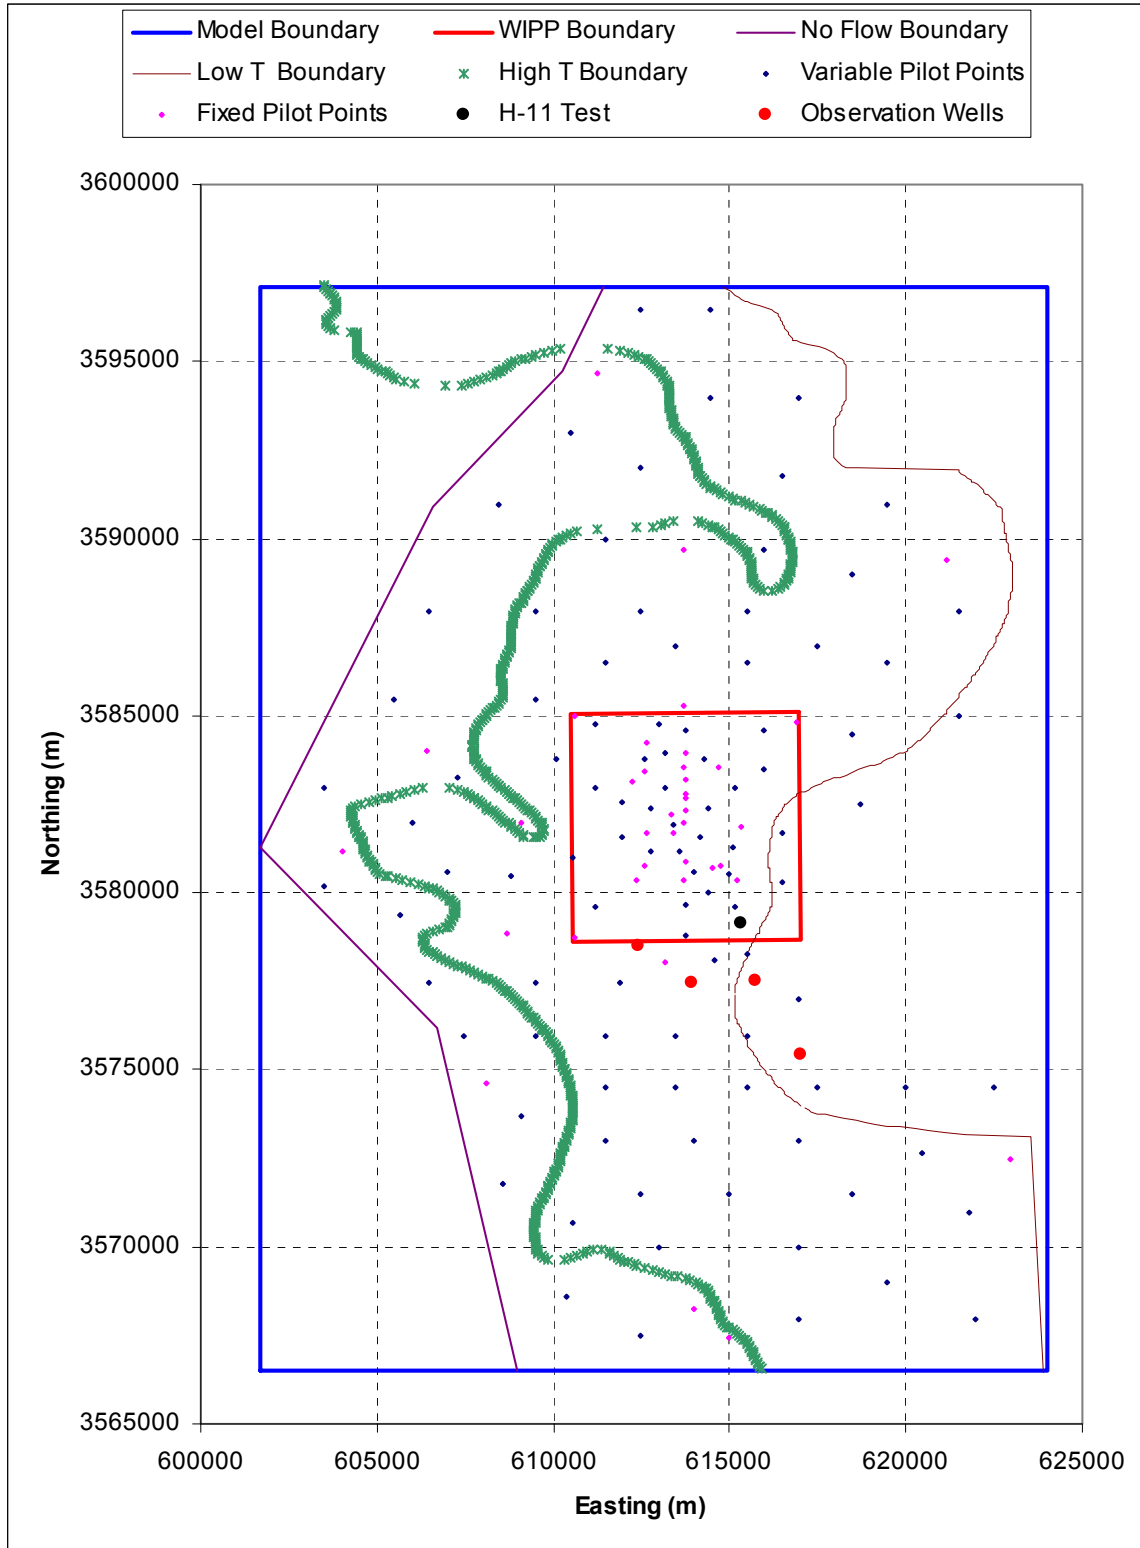 Model Boundary WIPP Boundary No Flow Boundary
Low T Boundary High T Boundary Variable Pilot Points
Fixed Pilot Points H-11 Test Observation Wells
3600000
3595000
3590000
3585000
3580000
3575000
3570000
3565000
Northing (m)
600000 605000 610000 615000 620000 625000
Easting (m)